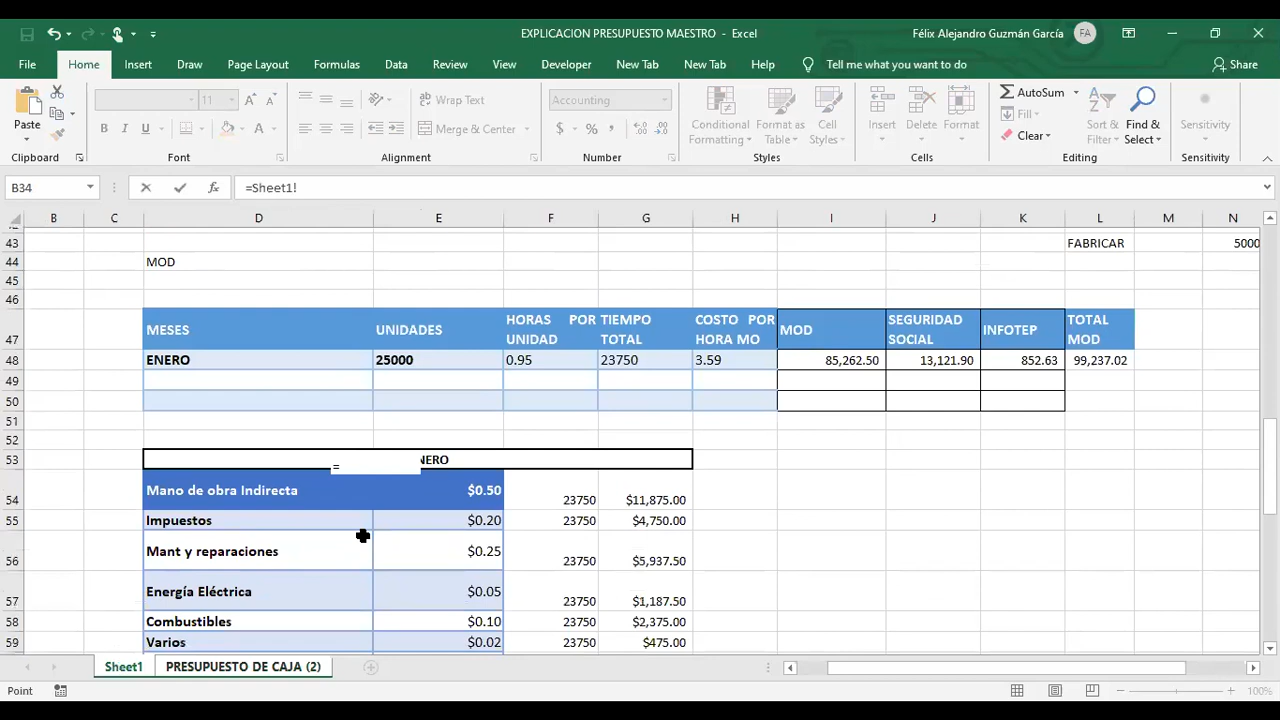 EXPLICACION PRESUPUESTO MAESTRO - Excel
Félix Alejandro Guzmán García FA
File Home Insert Draw Page Layout Formulas Data Review View Developer New Tab New Tab Help Tell me what you want to do Share
Paste
11
Wrap Text
Merge & Center
Accounting
Conditional Formatting
Format as Table
Cell Styles
Insert
Delete
Format
AutoSum
Fill
Clear
Sort & Filter
Find & Select
Sensitivity
Clipboard Font Alignment Number Styles Cells Editing Sensitivity
B34 =Sheet1!
B C D E F G H I J K L M N
43 FABRICAR 5000
44 MOD
45
46
47 MESES UNIDADES HORAS POR UNIDAD TIEMPO TOTAL COSTO POR HORA MO MOD SEGURIDAD SOCIAL INFOTEP TOTAL MOD
48 ENERO 25000 0.95 23750 3.59 85,262.50 13,121.90 852.63 99,237.02
49
50
51
52
53 = NERO
54 Mano de obra Indirecta $0.50 23750 $11,875.00
55 Impuestos $0.20 23750 $4,750.00
56 Mant y reparaciones $0.25 23750 $5,937.50
57 Energía Eléctrica $0.05 23750 $1,187.50
58 Combustibles $0.10 23750 $2,375.00
59 Varios $0.02 23750 $475.00
Sheet1 PRESUPUESTO DE CAJA (2)
Point 100%